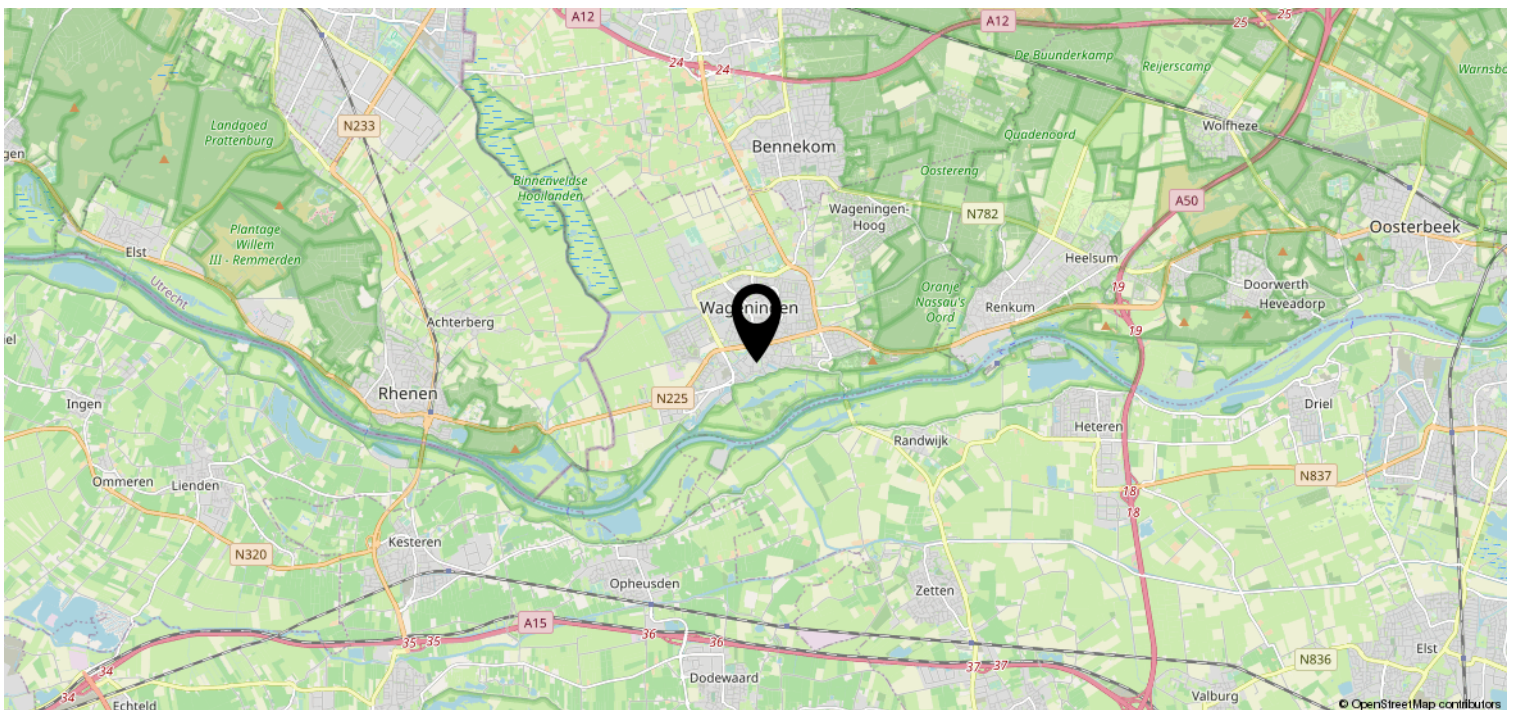 A12
A12
25
25
24
24
De Buunderkamp
Reijerscamp
Warnsbo
N233
Landgoed
Prattenburg
Wolfheze
Quadenoord
Bennekom
gen
Oostereng
Binnenveldse
Hooilanden
A50
Wageningen-
Hoog
N782
Oosterbeek
Plantage
Willem
III - Remmerden
Elst
Heelsum
Utrecht
19
Oranje
Nassau's
Oord
Doorwerth
Heveadorp
Renkum
Wageningen
Achterberg
19
iel
Rhenen
N225
Ingen
Driel
Heteren
Randwijk
N837
Ommeren
Lienden
18
18
Kesteren
N320
Opheusden
Zetten
A15
36
36
35
35
Elst
N836
37
37
34
34
Dodewaard
Valburg
Echteld
© OpenStreetMap contributors